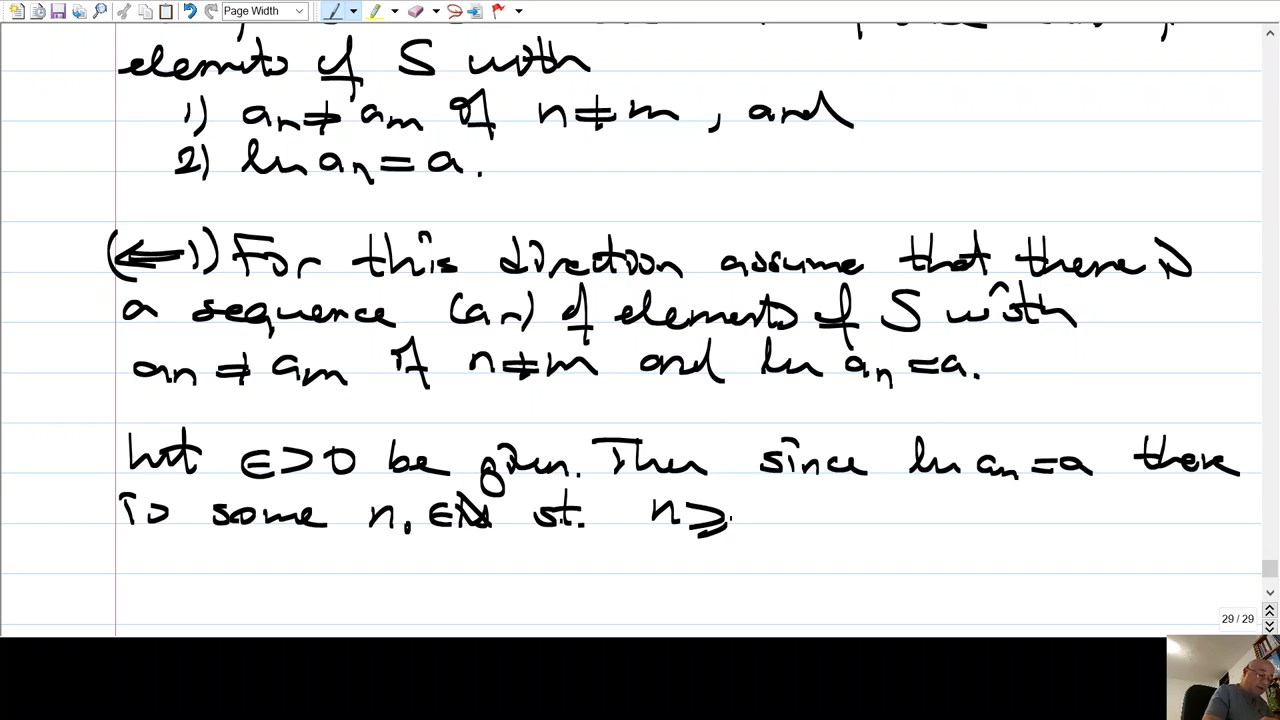 Page Width
elements of S with
1) aₙ ≠ aₘ if n ≠ m, and
2) lim aₙ = a.
(⇐) For this direction assume that there is
a sequence (aₙ) of elements of S with
aₙ ≠ aₘ if n ≠ m and lim aₙ = a.
Let ϵ > 0 be given. Then since lim aₙ = a there
is some n₁ ∈ ℕ st. n ≥
29 / 29